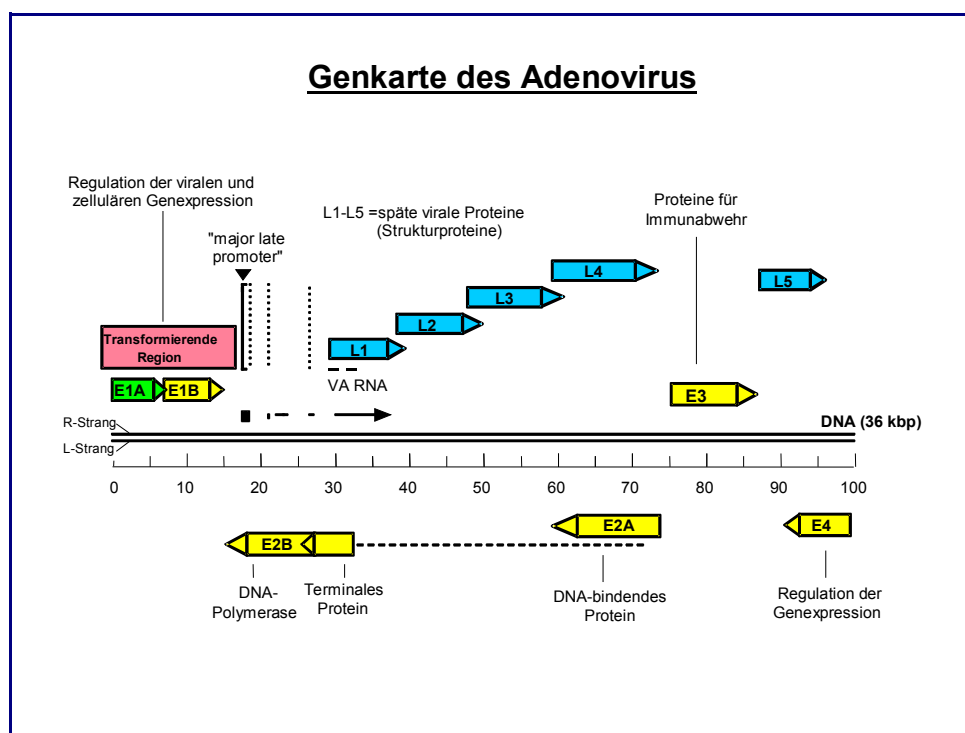 Genkarte des Adenovirus
Regulation der viralen und
zellulären Genexpression
"major late
promoter"
L1-L5 =späte virale Proteine
(Strukturproteine)
Proteine für
Immunabwehr
L4
L5
L3
L2
L1
Transformierende
Region
VA RNA
E1A
E1B
E3
R-Strang
DNA (36 kbp)
L-Strang
0 10 20 30 40 50 60 70 80 90 100
E2A
E4
E2B
DNA-
Polymerase
Terminales
Protein
DNA-bindendes
Protein
Regulation der
Genexpression